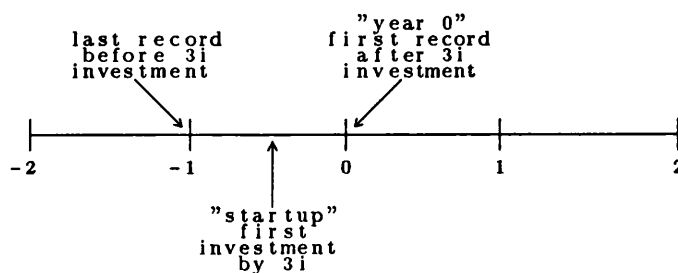 last record
before 3i
investment
"year 0"
first record
after 3i
investment
-2 -1 0 1 2
"startup"
first
investment
by 3i